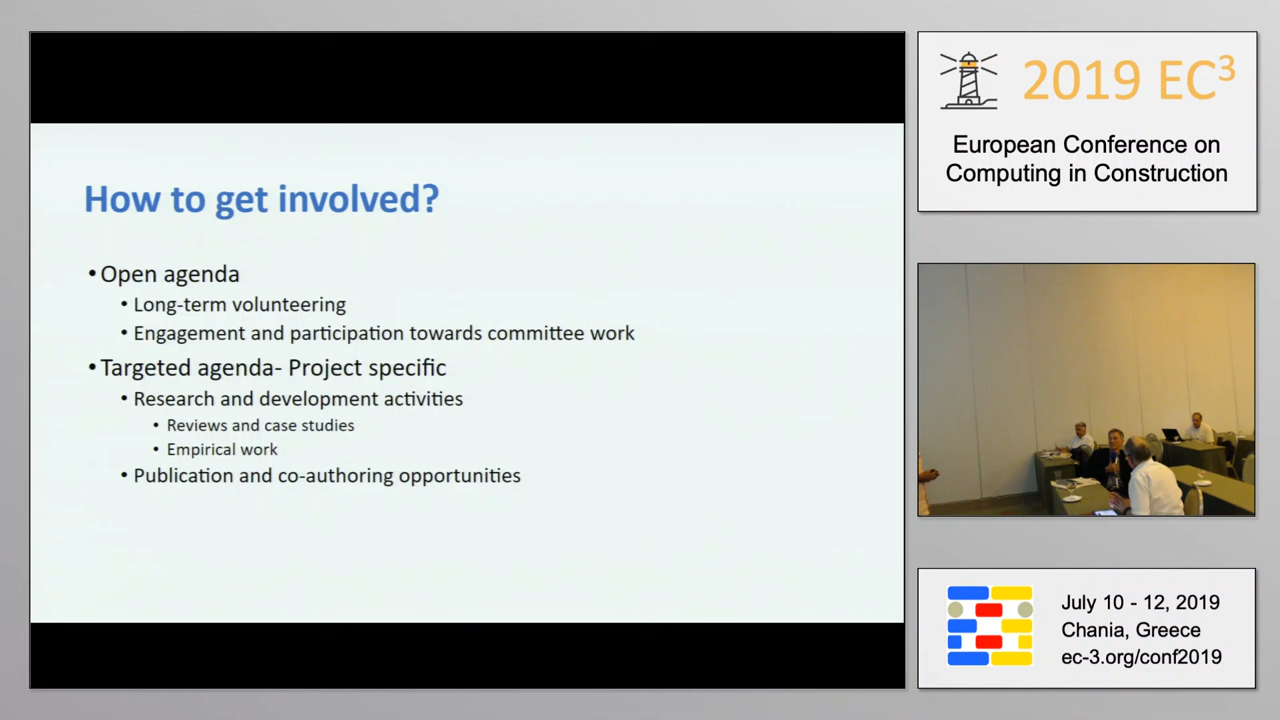 How to get involved?
• Open agenda
• Long-term volunteering
• Engagement and participation towards committee work
• Targeted agenda- Project specific
• Research and development activities
• Reviews and case studies
• Empirical work
• Publication and co-authoring opportunities
2019 EC³
European Conference on
Computing in Construction
July 10 - 12, 2019
Chania, Greece
ec-3.org/conf2019